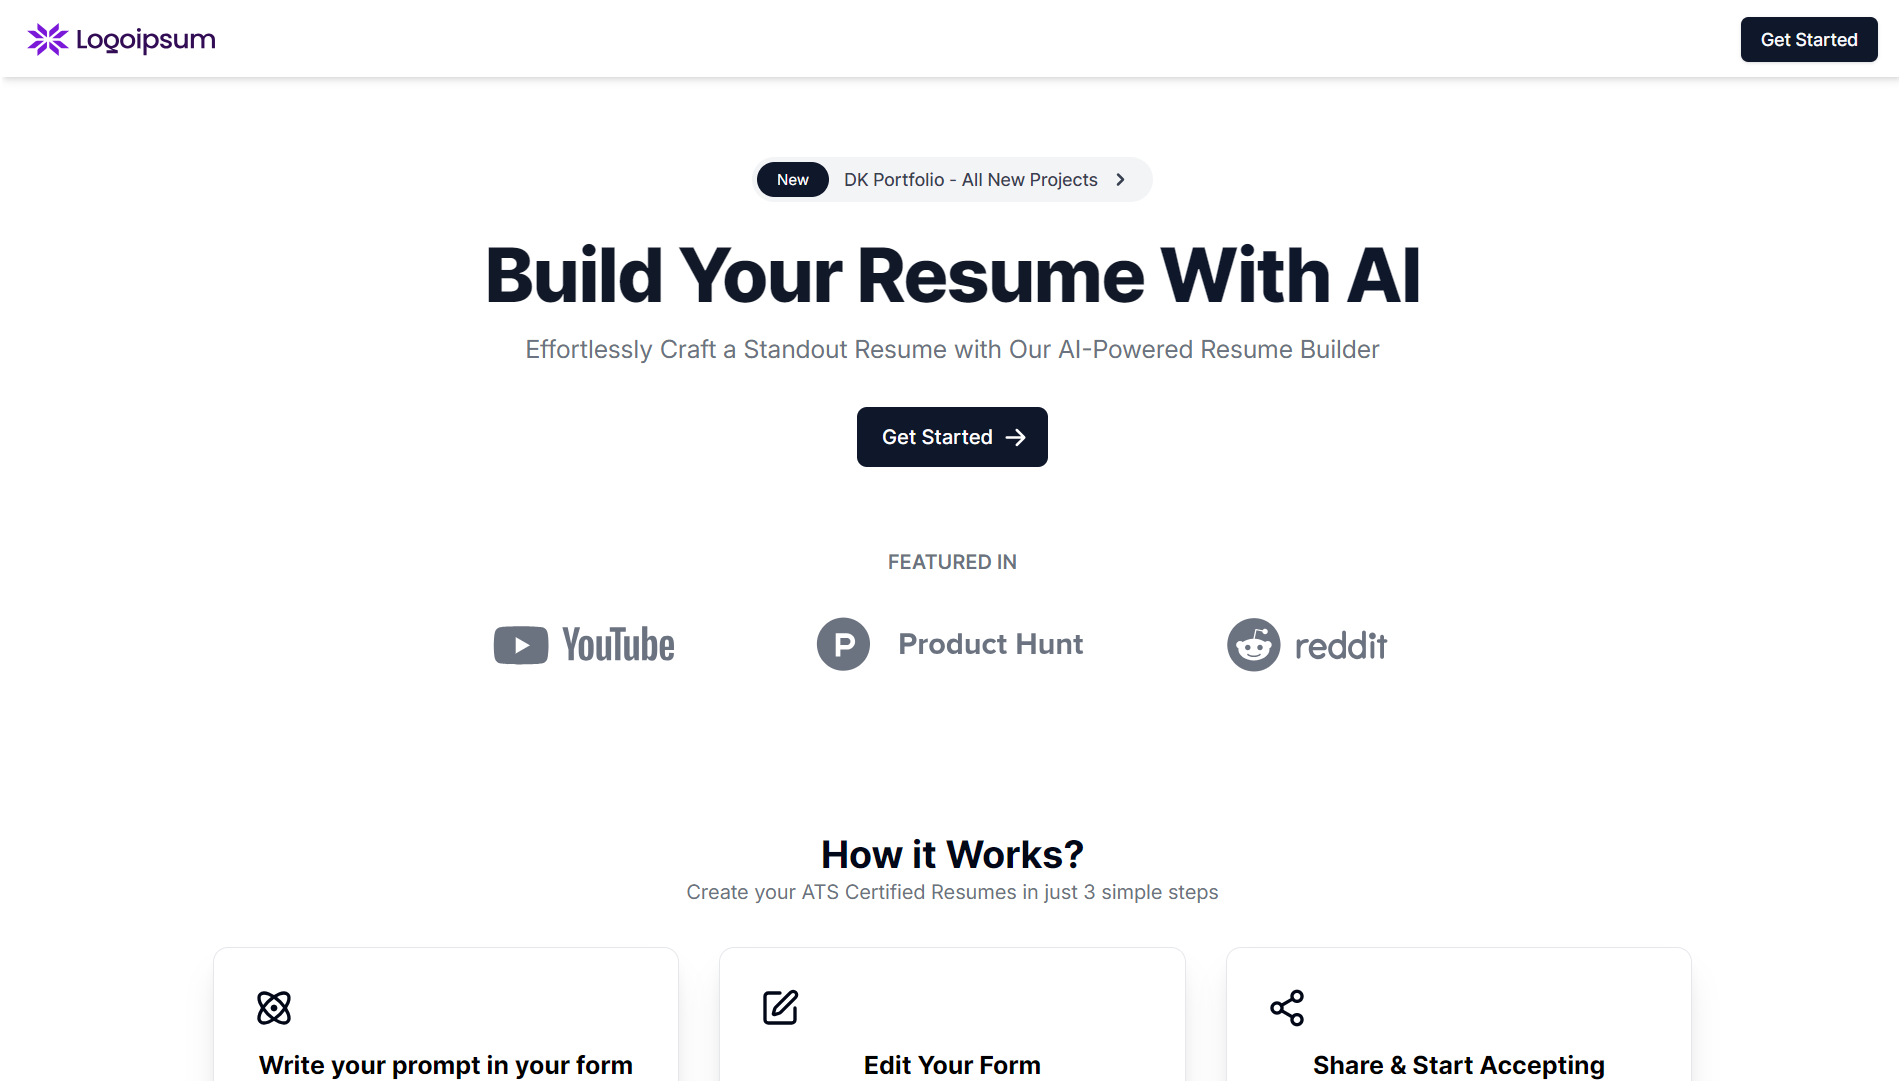 Logoipsum
Get Started
New
DK Portfolio - All New Projects
Build Your Resume With AI
Effortlessly Craft a Standout Resume with Our AI-Powered Resume Builder
Get Started
FEATURED IN
YouTube
P Product Hunt
reddit
How it Works?
Create your ATS Certified Resumes in just 3 simple steps
Write your prompt in your form
Edit Your Form
Share & Start Accepting